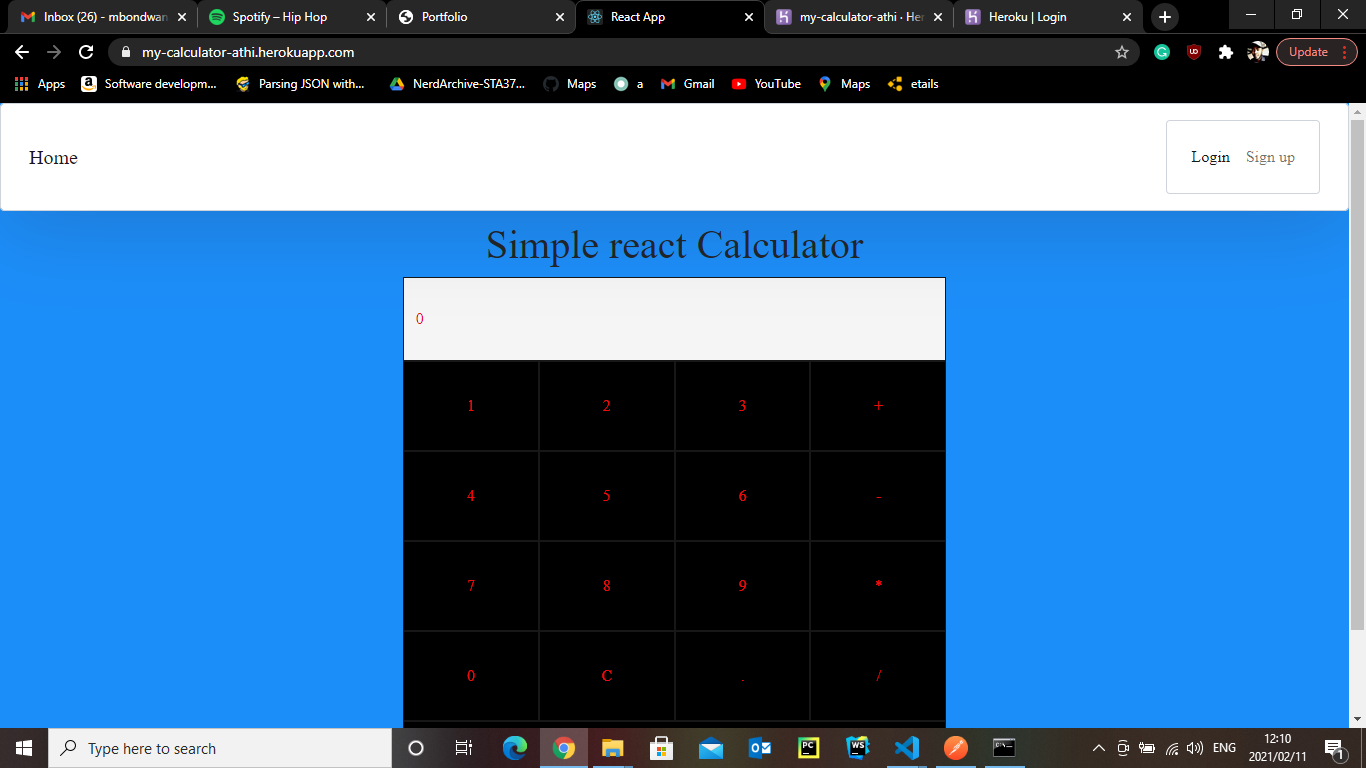 Inbox (26) - mbondwan
Spotify – Hip Hop
Portfolio
React App
my-calculator-athi · Her
Heroku | Login
my-calculator-athi.herokuapp.com
Update
Apps
Software developm...
Parsing JSON with...
NerdArchive-STA37...
Maps
a
Gmail
YouTube
Maps
etails
Home
Login Sign up
Simple react Calculator
0
1 2 3 +
4 5 6 -
7 8 9 *
0 C . /
Type here to search
ENG
12:10
2021/02/11
1